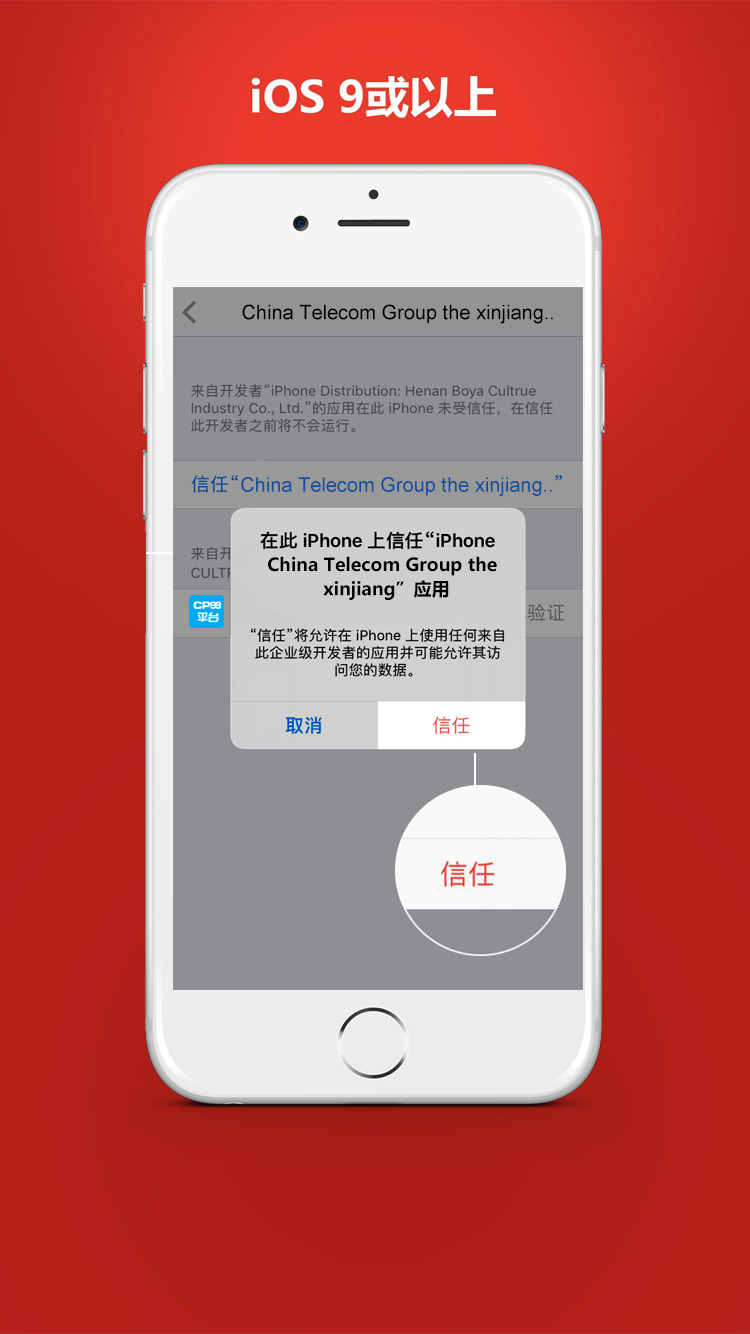 iOS 9或以上
China Telecom Group the xinjiang..
来自开发者“iPhone Distribution: Henan Boya Cultrue
Industry Co., Ltd.”的应用在此 iPhone 未受信任，在信任
此开发者之前将不会运行。
信任“China Telecom Group the xinjiang..”
在此 iPhone 上信任“iPhone
China Telecom Group the
xinjiang” 应用
来自开
CULTR
CP99
平台
验证
“信任”将允许在 iPhone 上使用任何来自
此企业级开发者的应用并可能允许其访
问您的数据。
取消
信任
信任